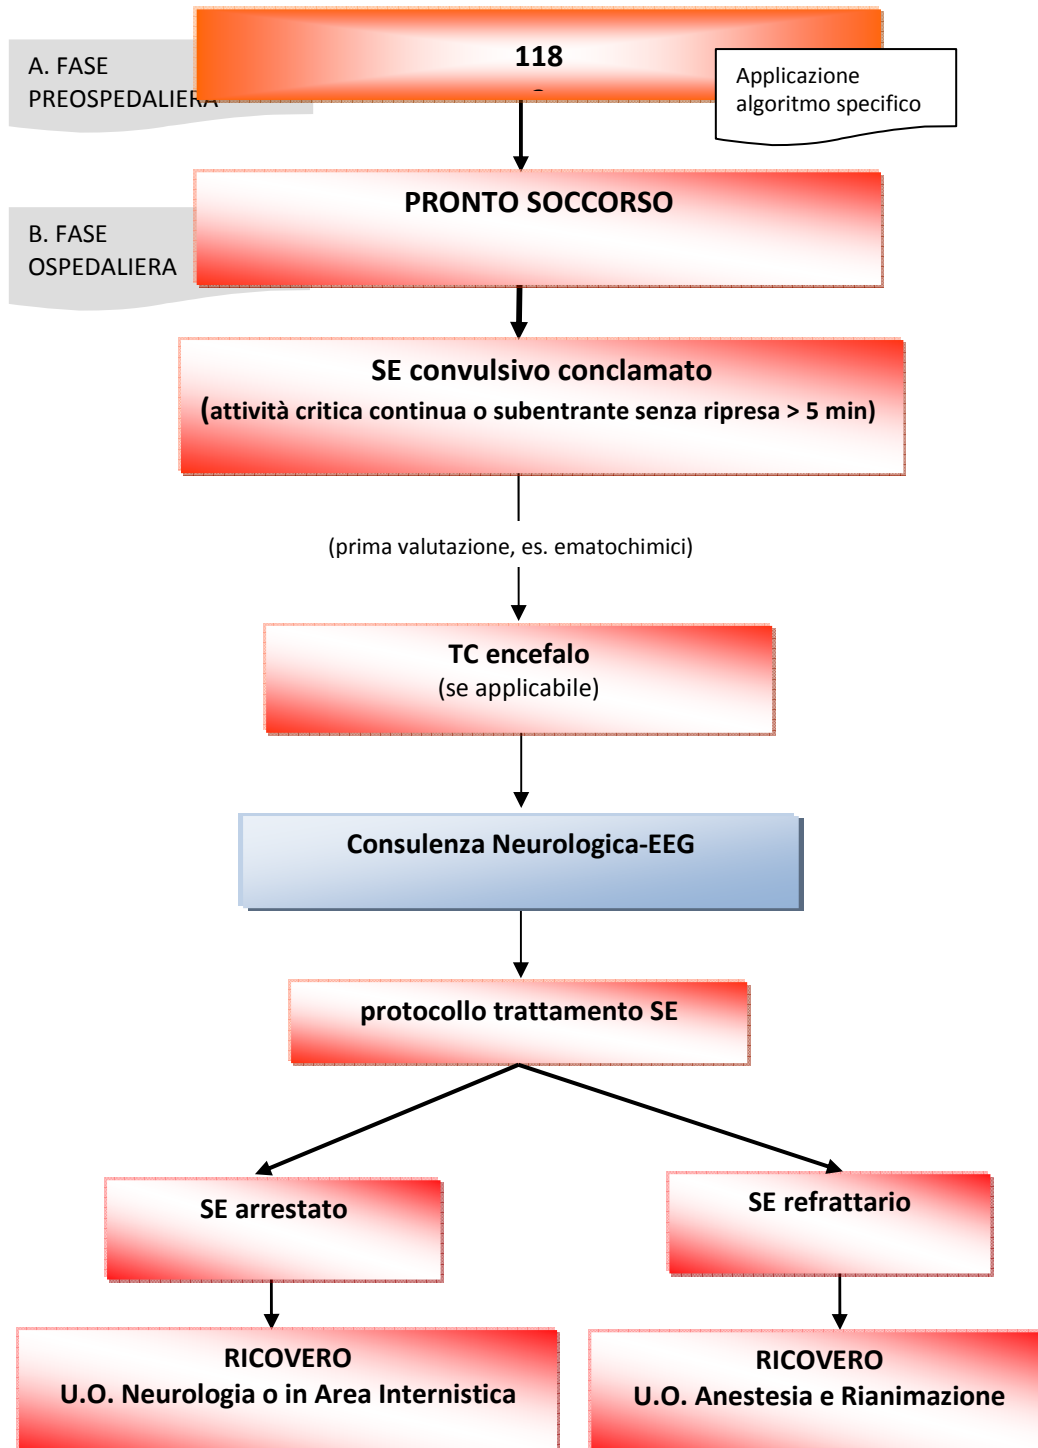 118
A. FASE
PREOSPEDALIERA
Applicazione
algoritmo specifico
PRONTO SOCCORSO
B. FASE
OSPEDALIERA
SE convulsivo conclamato
(attività critica continua o subentrante senza ripresa > 5 min)
(prima valutazione, es. ematochimici)
TC encefalo
(se applicabile)
Consulenza Neurologica-EEG
protocollo trattamento SE
SE arrestato
SE refrattario
RICOVERO
U.O. Neurologia o in Area Internistica
RICOVERO
U.O. Anestesia e Rianimazione